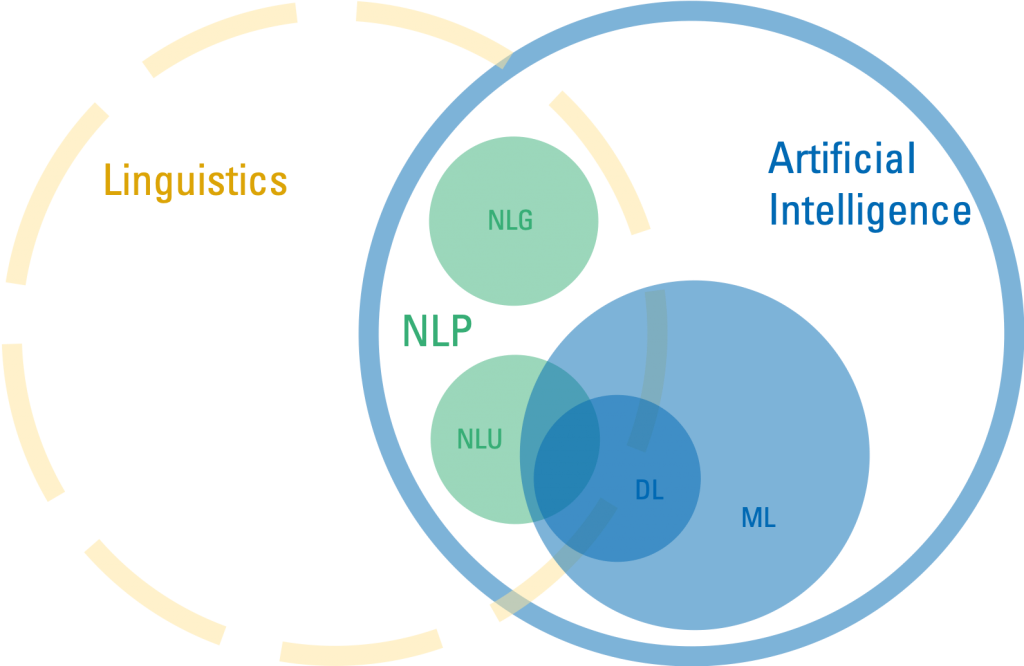 Linguistics
Artificial
Intelligence
NLG
NLP
NLU
DL
ML